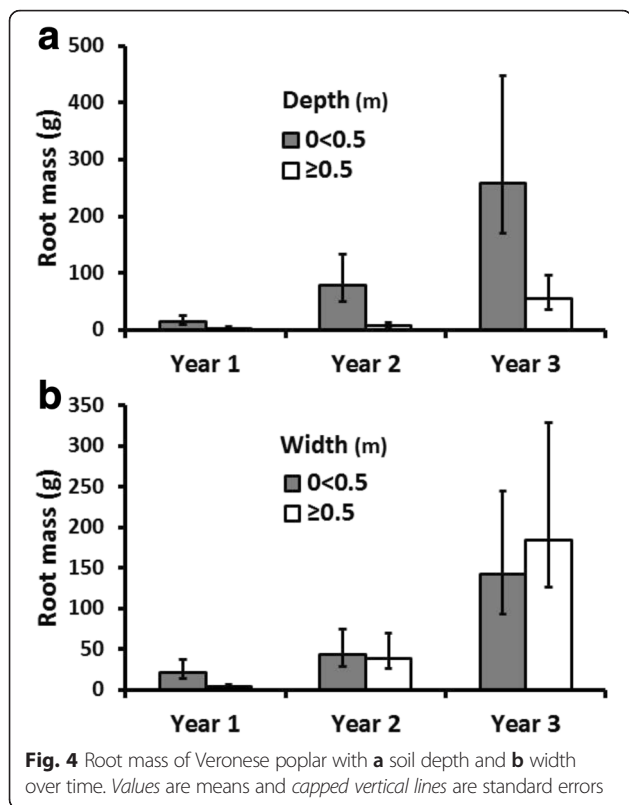 a
500
400
300
200
100
0
Root mass (g)
Depth (m)
0<0.5
≥0.5
Year 1 Year 2 Year 3
b
350
300
250
200
150
100
50
0
Root mass (g)
Width (m)
0<0.5
≥0.5
Year 1 Year 2 Year 3
Fig. 4 Root mass of Veronese poplar with a soil depth and b width
over time. Values are means and capped vertical lines are standard errors